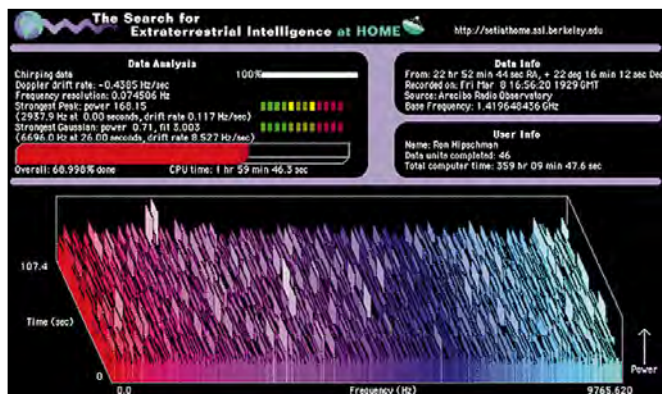 The Search for
Extraterrestrial Intelligence at HOME
http://setiathome.ssl.berkeley.edu
Data Analysis
Chirping data 100%
Doppler drift rate: -0.4385 Hz/sec
Frequency resolution: 0.074506 Hz
Strongest Peak: power 168.15
(2937.9 Hz at 0.00 seconds, drift rate 0.117 Hz/sec)
Strongest Gaussian: power 0.71, fit 3.003
(6696.0 Hz at 26.00 seconds, drift rate 8.527 Hz/sec)
Overall: 68.998% done CPU time: 1 hr 59 min 46.3 sec
Data Info
From: 22 hr 52 min 44 sec RA, + 22 deg 16 min 12 sec Dec
Recorded on: Fri Mar 8 16:56:20 1929 GMT
Source: Arecibo Radio Observatory
Base Frequency: 1.419648436 GHz
User Info
Name: Ron Hipschman
Data units completed: 46
Total computer time: 359 hr 09 min 47.6 sec
107.4
Time (sec)
0
0.0
Frequency (Hz)
9765.620
Power